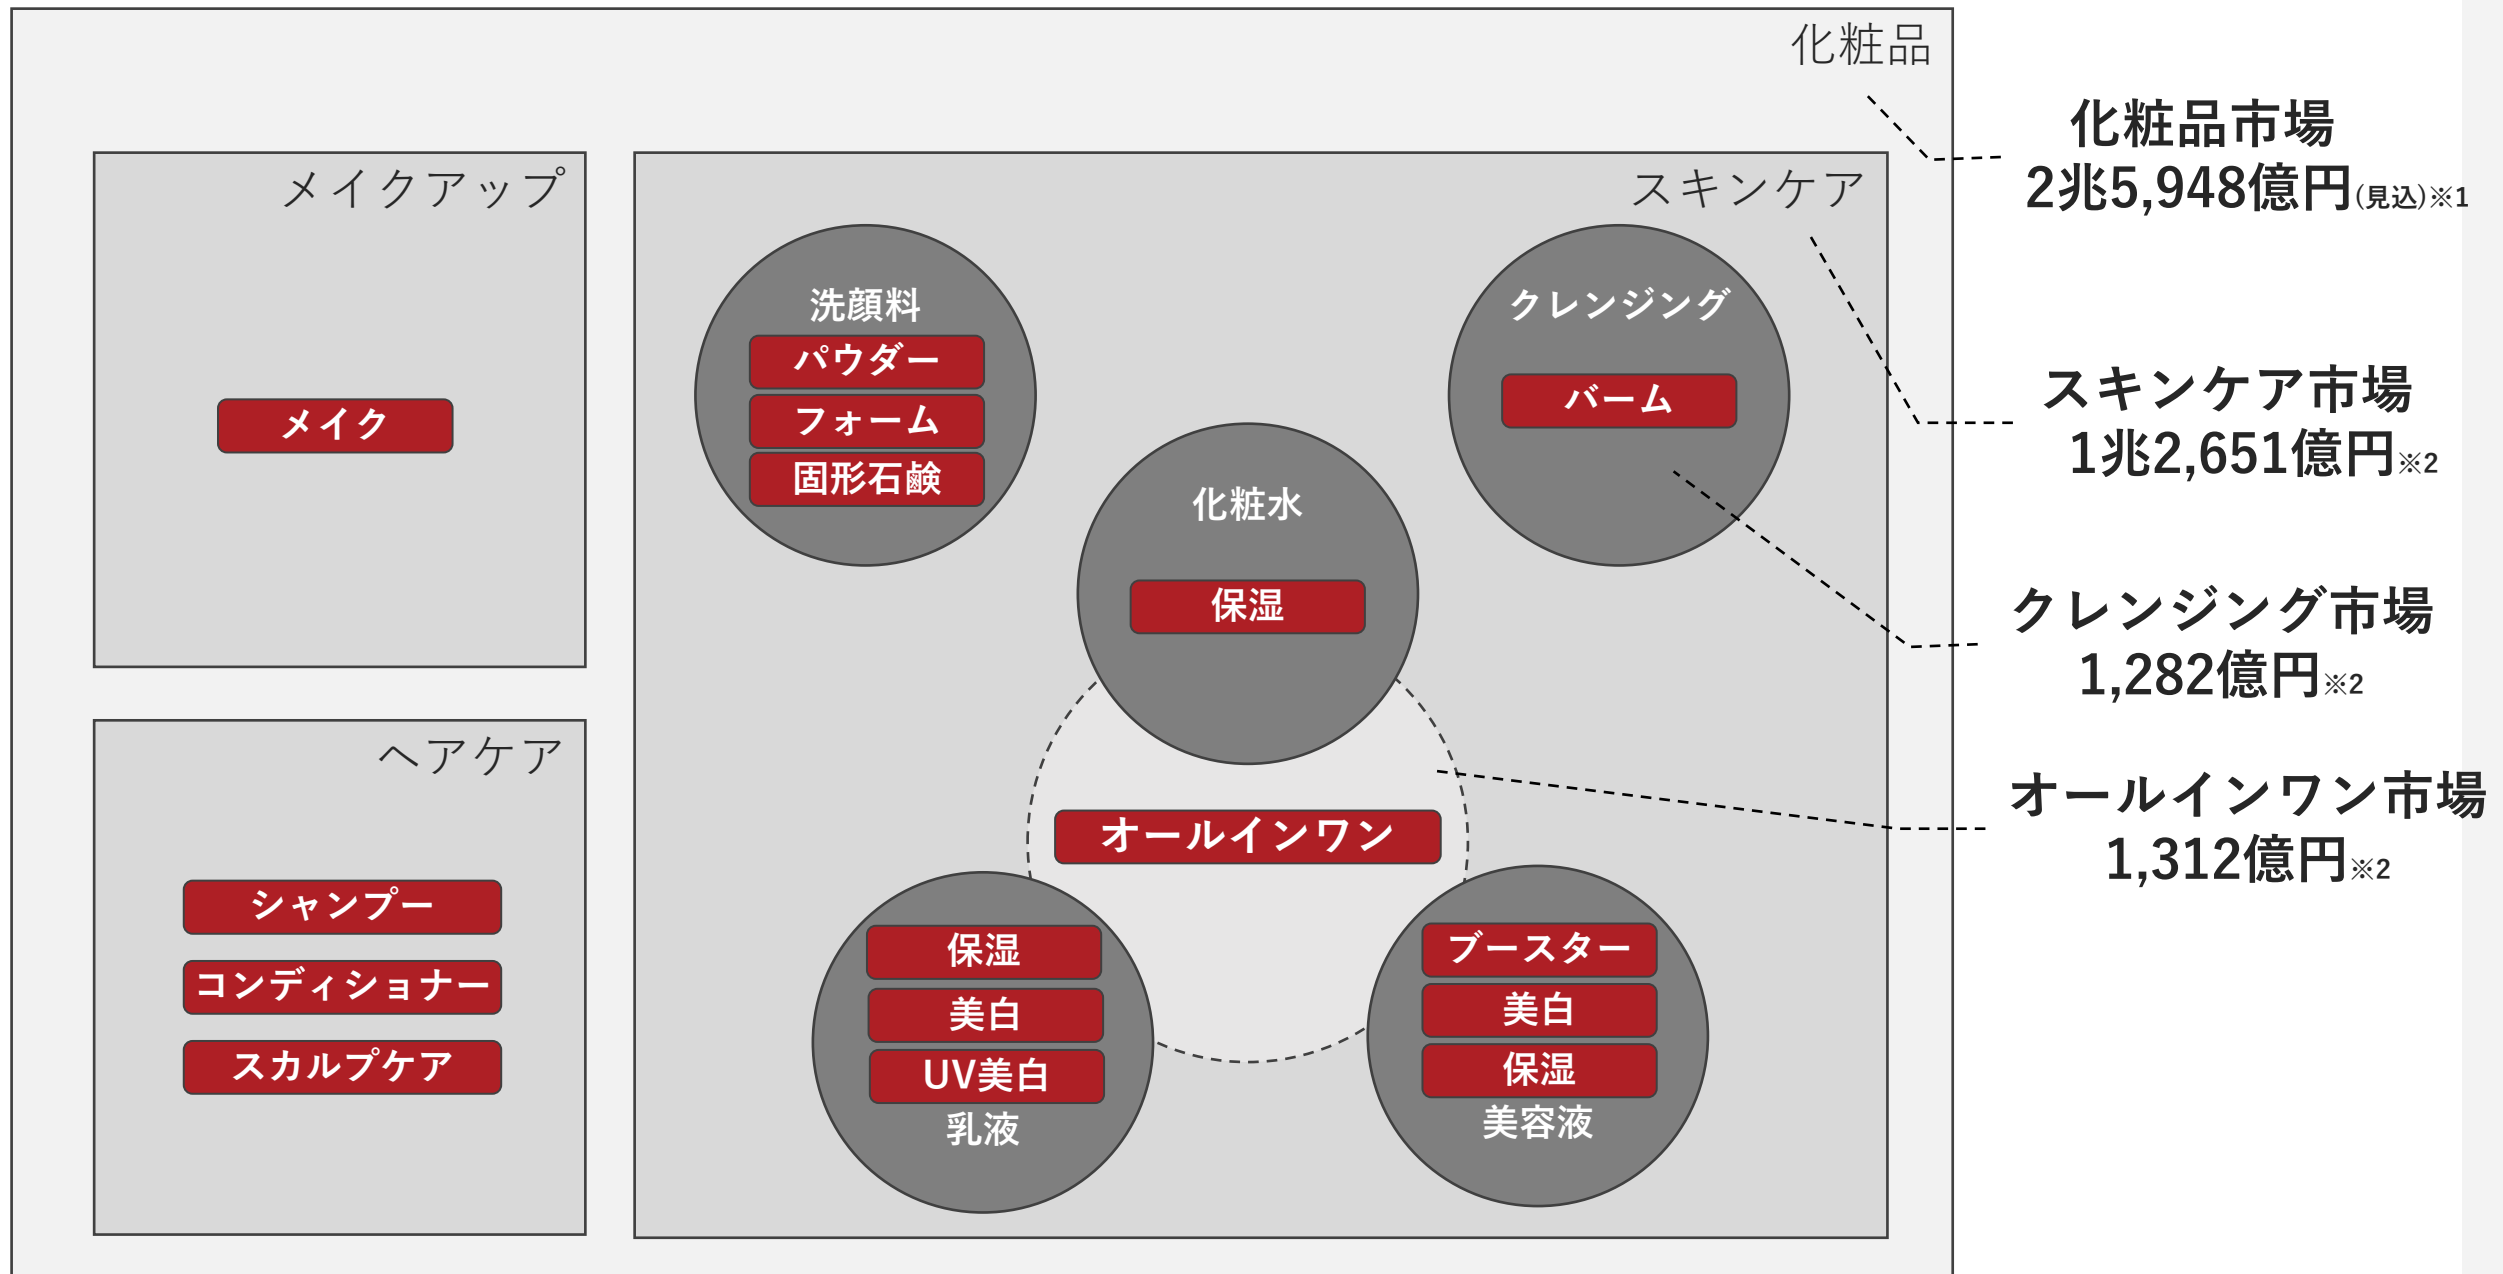 化粧品
メイクアップ
メイク
ヘアケア
シャンプー
コンディショナー
スカルプケア
スキンケア
洗顔料
パウダー
フォーム
固形石鹸
クレンジング
バーム
化粧水
保湿
オールインワン
保湿
美白
UV美白
乳液
ブースター
美白
保湿
美容液
化粧品市場
2兆5,948億円(見込)※1
スキンケア市場
1兆2,651億円※2
クレンジング市場
1,282億円※2
オールインワン市場
1,312億円※2